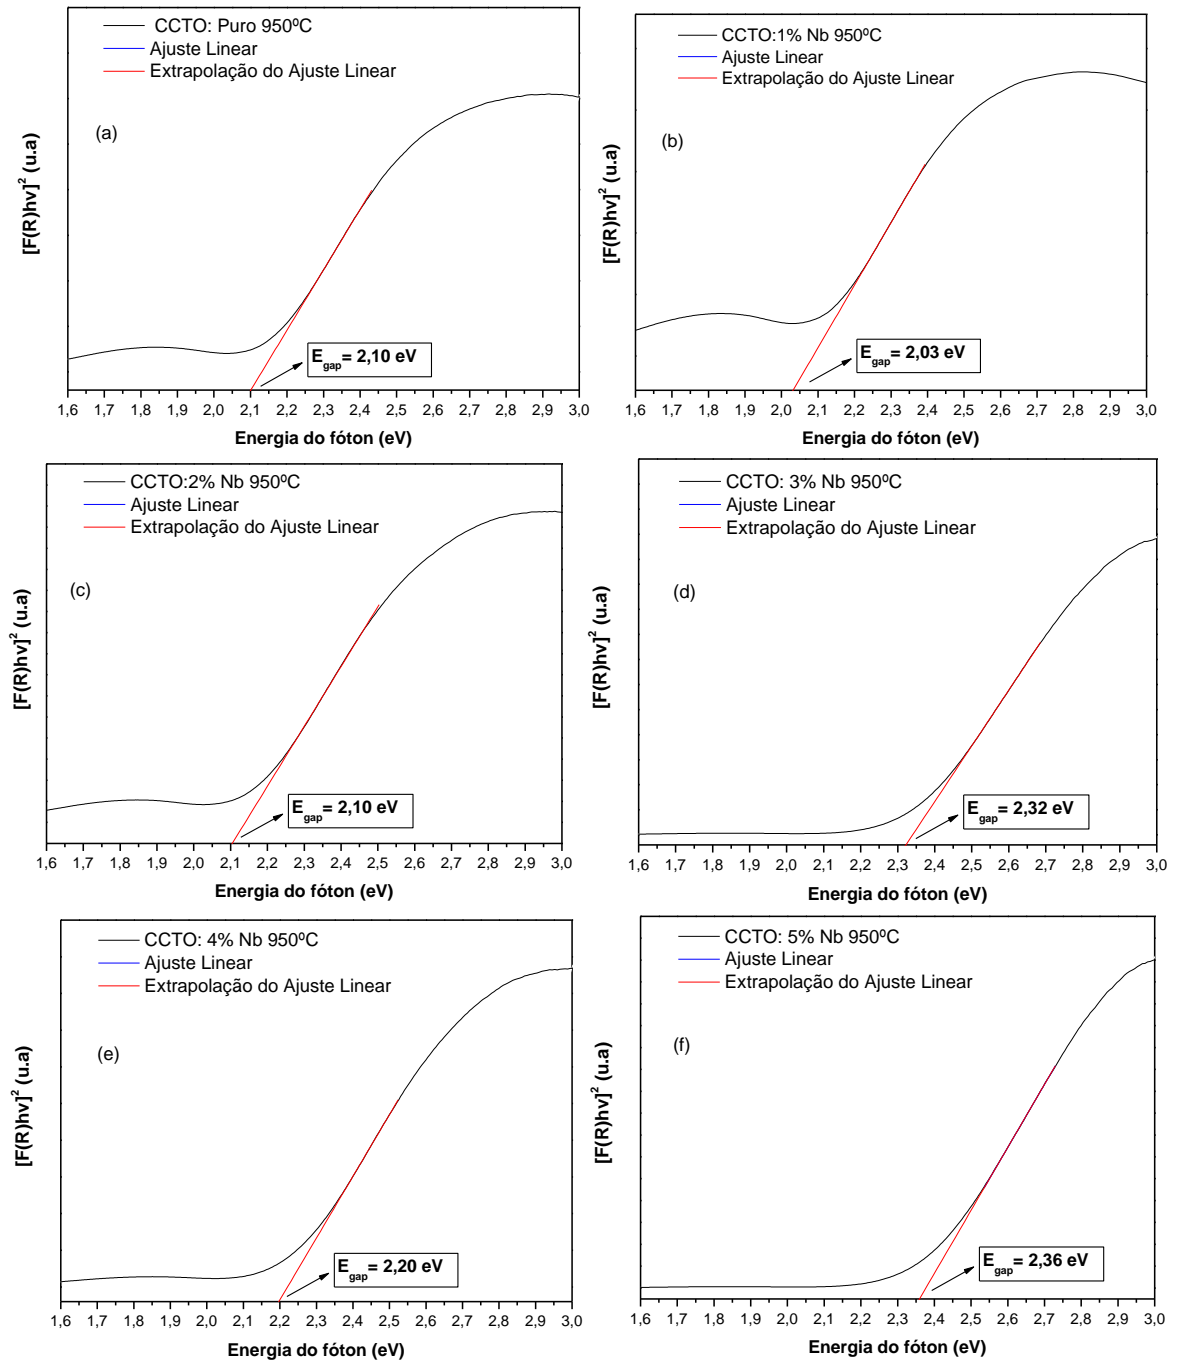 CCTO: Puro 950ºC
Ajuste Linear
Extrapolação do Ajuste Linear
(a)
[F(R)hv]² (u.a)
E_gap= 2,10 eV
1,6 1,7 1,8 1,9 2,0 2,1 2,2 2,3 2,4 2,5 2,6 2,7 2,8 2,9 3,0
Energia do fóton (eV)
CCTO:1% Nb 950ºC
Ajuste Linear
Extrapolação do Ajuste Linear
(b)
[F(R)hv]² (u.a)
E_gap= 2,03 eV
1,6 1,7 1,8 1,9 2,0 2,1 2,2 2,3 2,4 2,5 2,6 2,7 2,8 2,9 3,0
Energia do fóton (eV)
CCTO:2% Nb 950ºC
Ajuste Linear
Extrapolação do Ajuste Linear
(c)
[F(R)hv]² (u.a)
E_gap= 2,10 eV
1,6 1,7 1,8 1,9 2,0 2,1 2,2 2,3 2,4 2,5 2,6 2,7 2,8 2,9 3,0
Energia do fóton (eV)
CCTO: 3% Nb 950ºC
Ajuste Linear
Extrapolação do Ajuste Linear
(d)
[F(R)hv]² (u.a)
E_gap= 2,32 eV
1,6 1,7 1,8 1,9 2,0 2,1 2,2 2,3 2,4 2,5 2,6 2,7 2,8 2,9 3,0
Energia do fóton (eV)
CCTO: 4% Nb 950ºC
Ajuste Linear
Extrapolação do Ajuste Linear
(e)
[F(R)hv]² (u.a)
E_gap= 2,20 eV
1,6 1,7 1,8 1,9 2,0 2,1 2,2 2,3 2,4 2,5 2,6 2,7 2,8 2,9 3,0
Energia do fóton (eV)
CCTO: 5% Nb 950ºC
Ajuste Linear
Extrapolação do Ajuste Linear
(f)
[F(R)hv]² (u.a)
E_gap= 2,36 eV
1,6 1,7 1,8 1,9 2,0 2,1 2,2 2,3 2,4 2,5 2,6 2,7 2,8 2,9 3,0
Energia do fóton (eV)